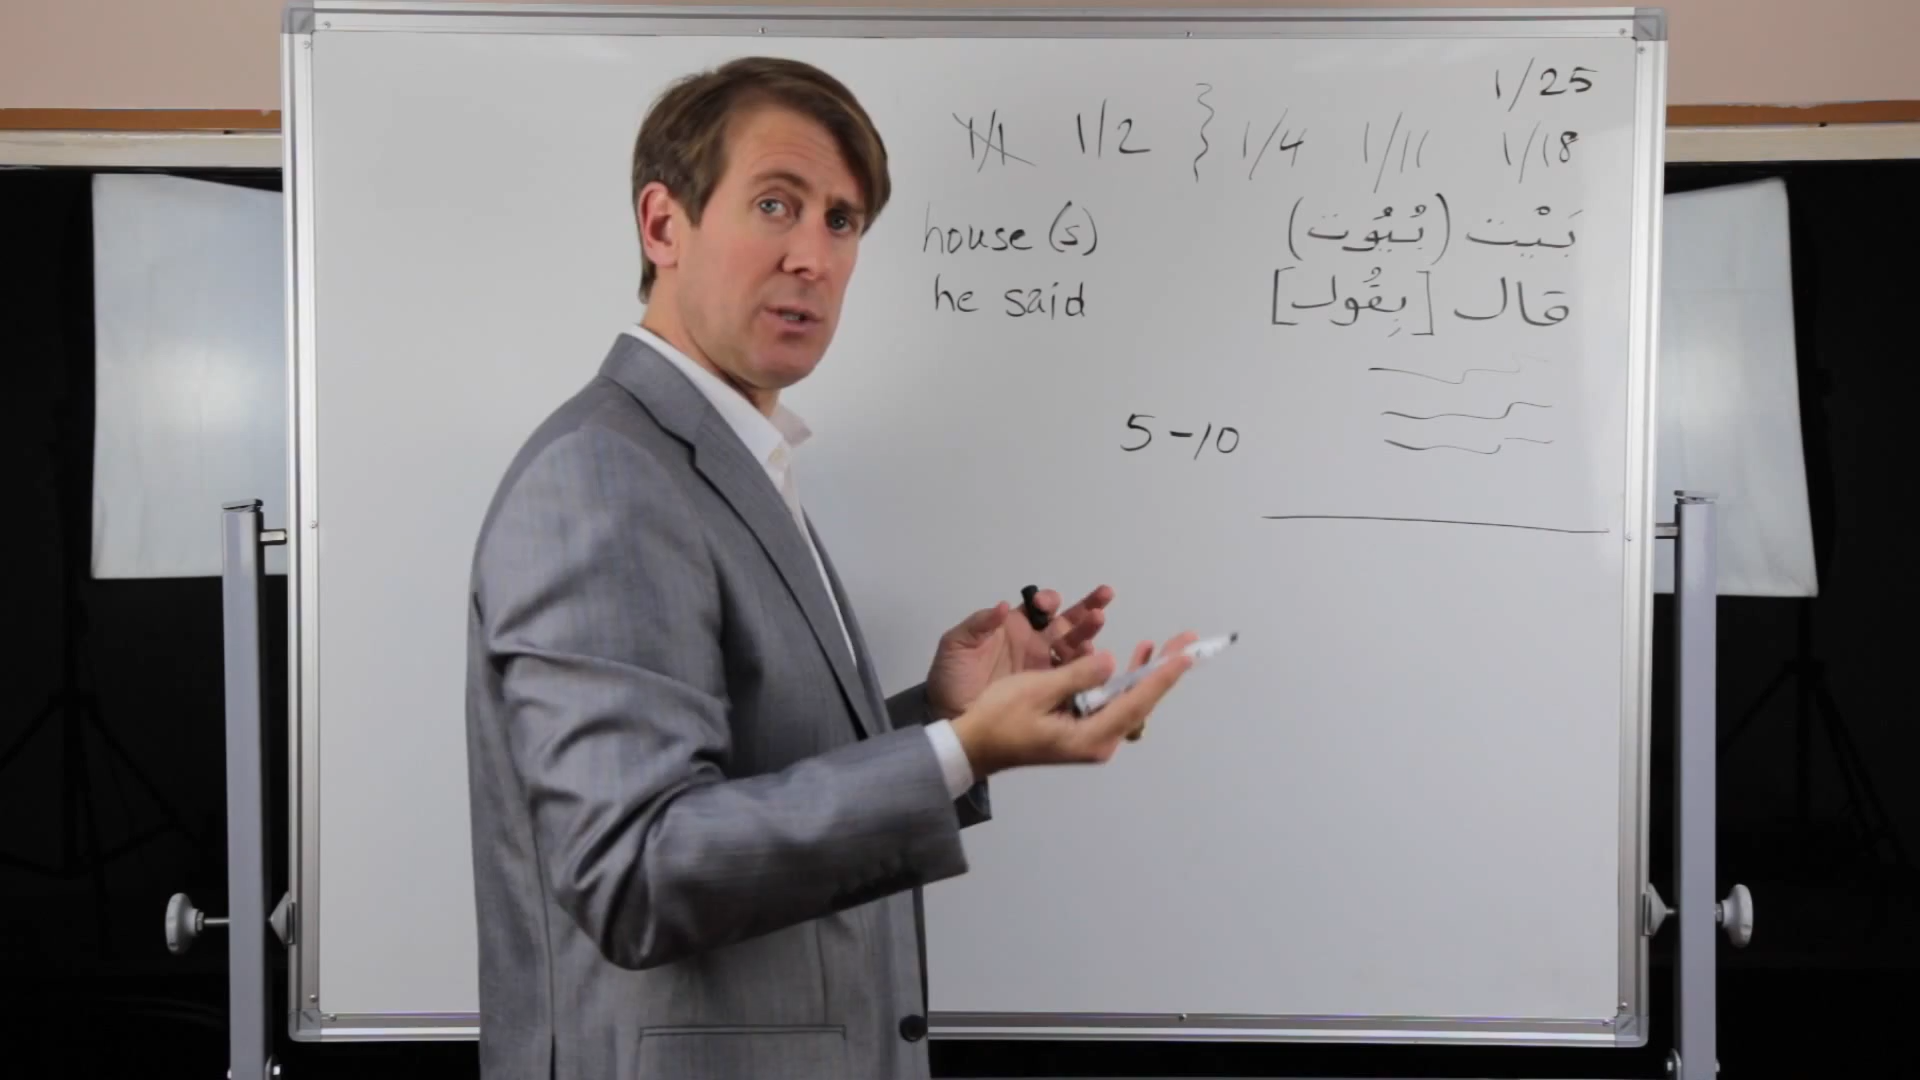 1/25
1/1 1/2 } 1/4 1/11 1/18
house (s) بَيْت (بُيُوت)
he said قال [بِقُول]
5-10